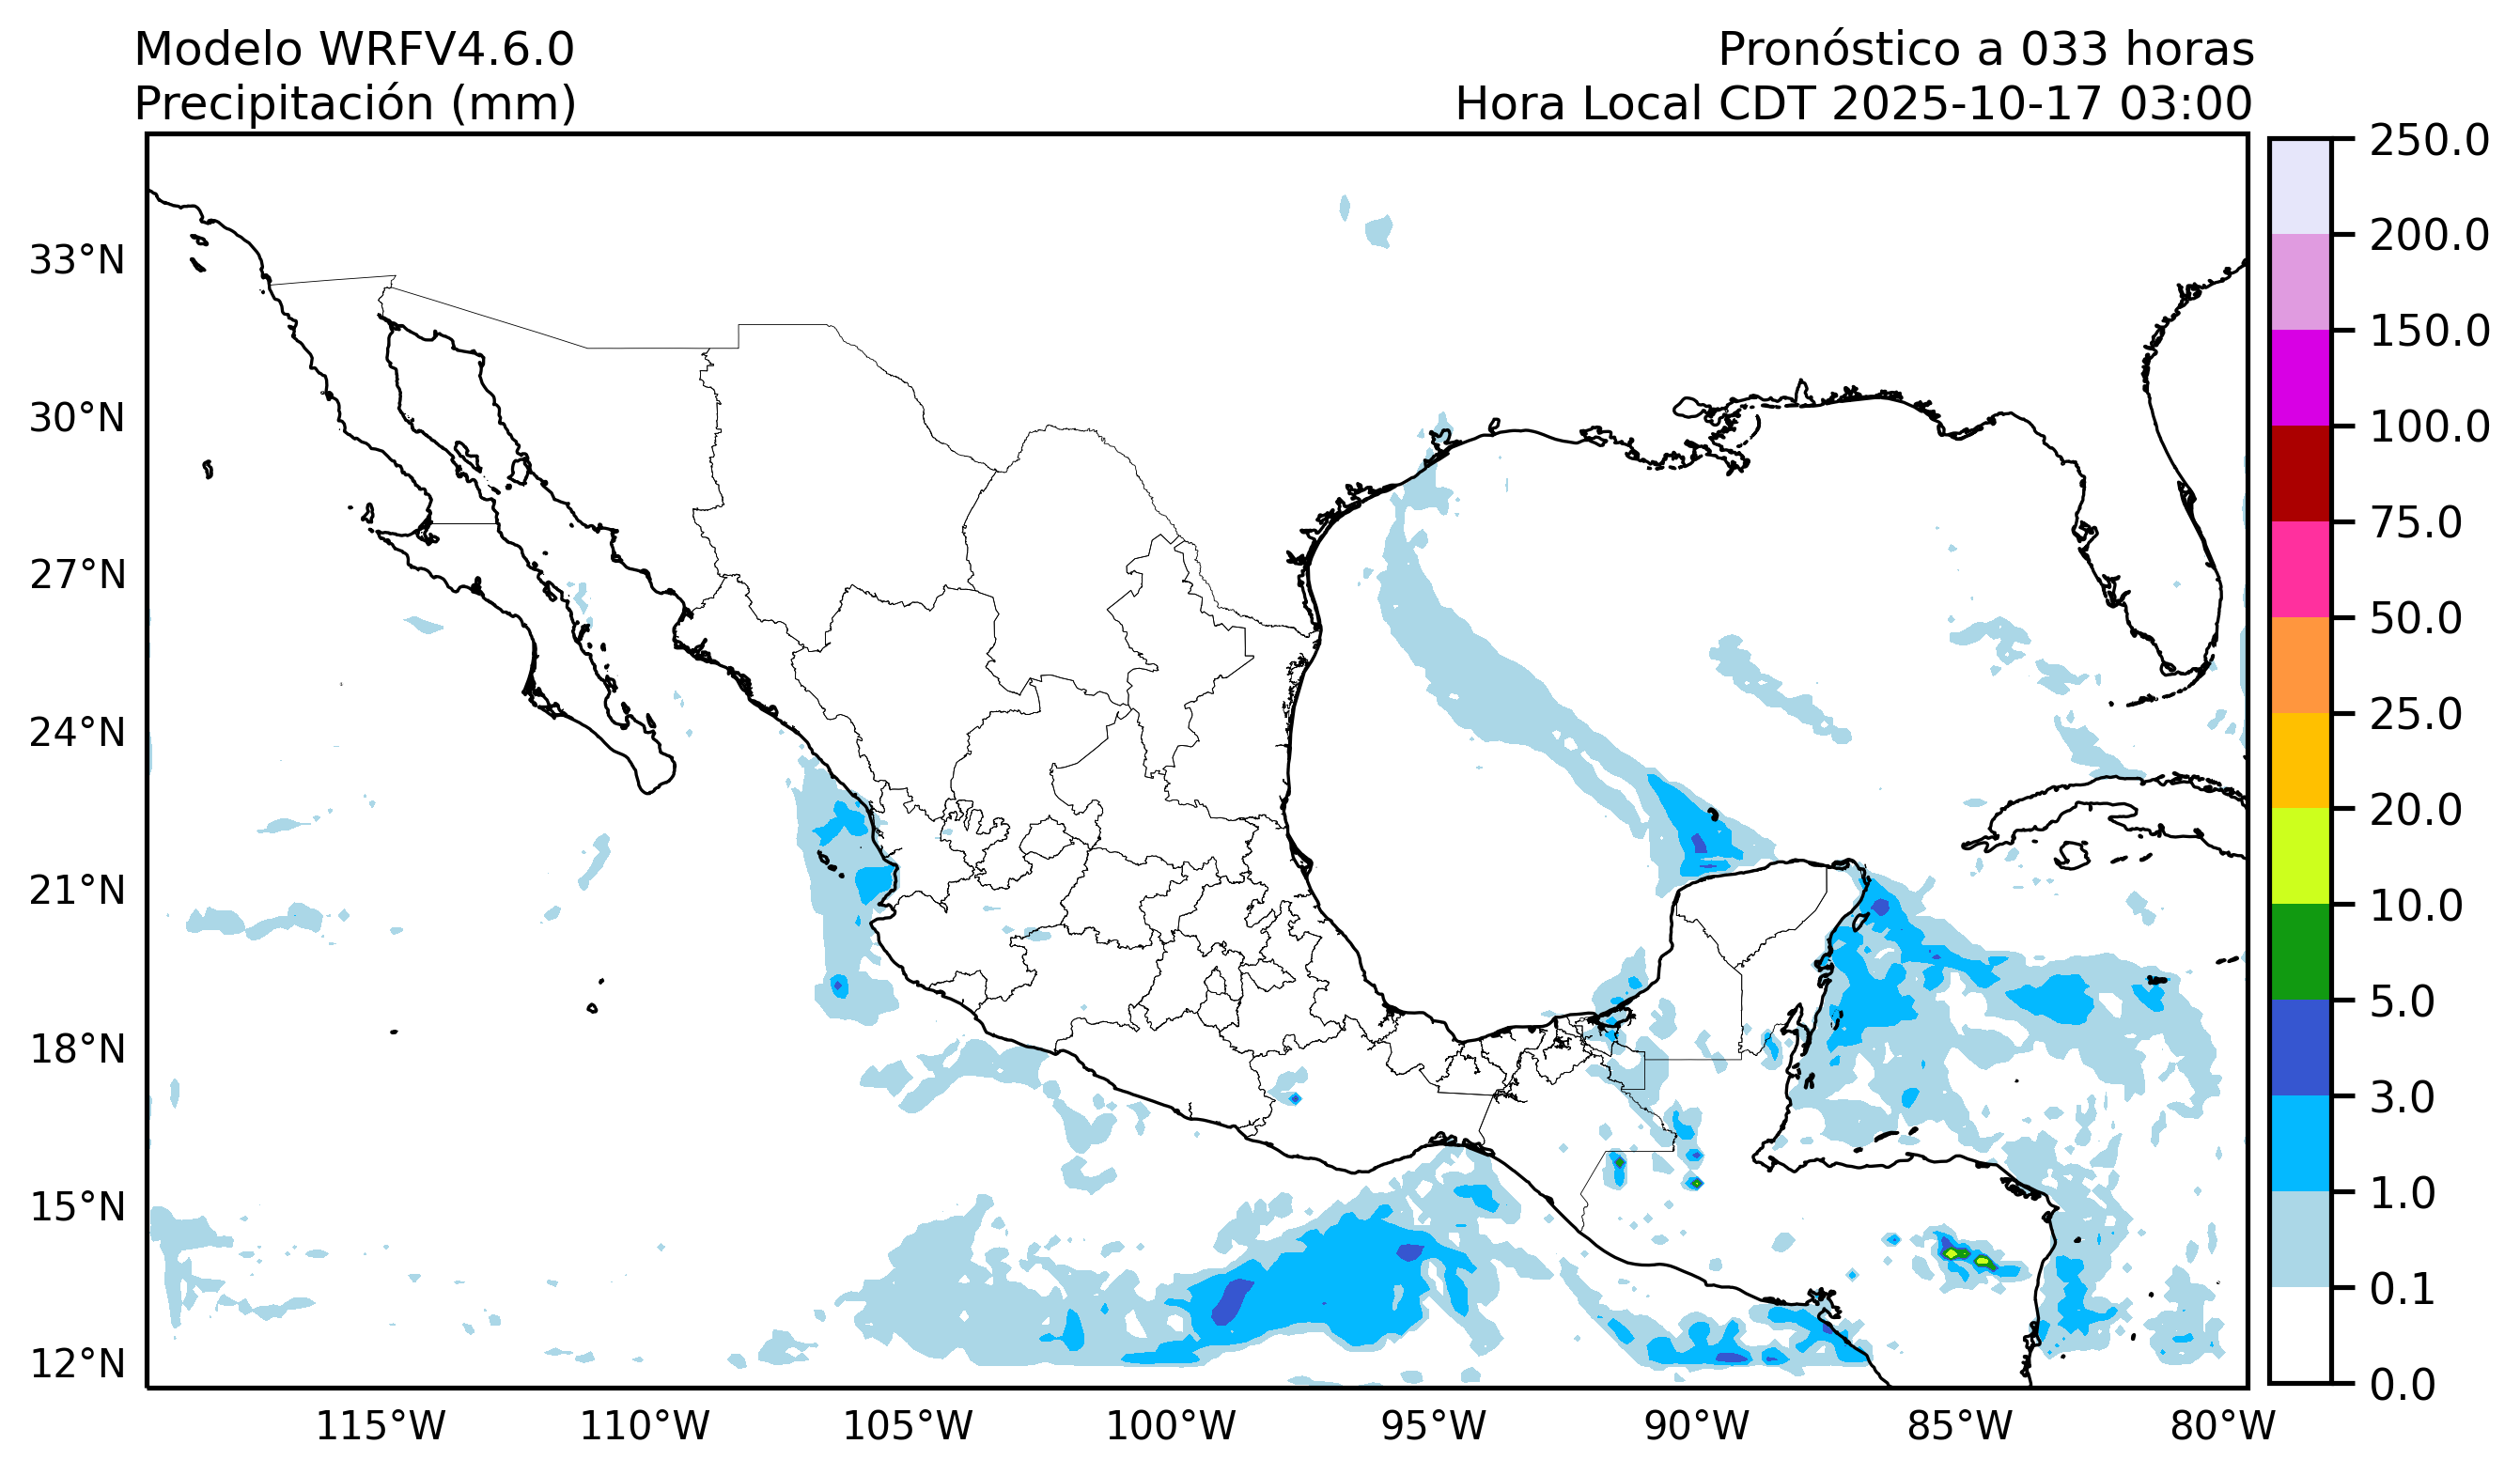 Modelo WRFV4.6.0
Precipitación (mm)
Pronóstico a 033 horas
Hora Local CDT 2025-10-17 03:00
33°N
30°N
27°N
24°N
21°N
18°N
15°N
12°N
115°W
110°W
105°W
100°W
95°W
90°W
85°W
80°W
250.0
200.0
150.0
100.0
75.0
50.0
25.0
20.0
10.0
5.0
3.0
1.0
0.1
0.0